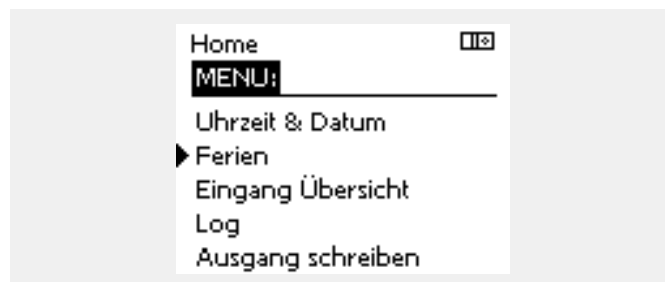 Home
MENU:
Uhrzeit & Datum
Ferien
Eingang Übersicht
Log
Ausgang schreiben